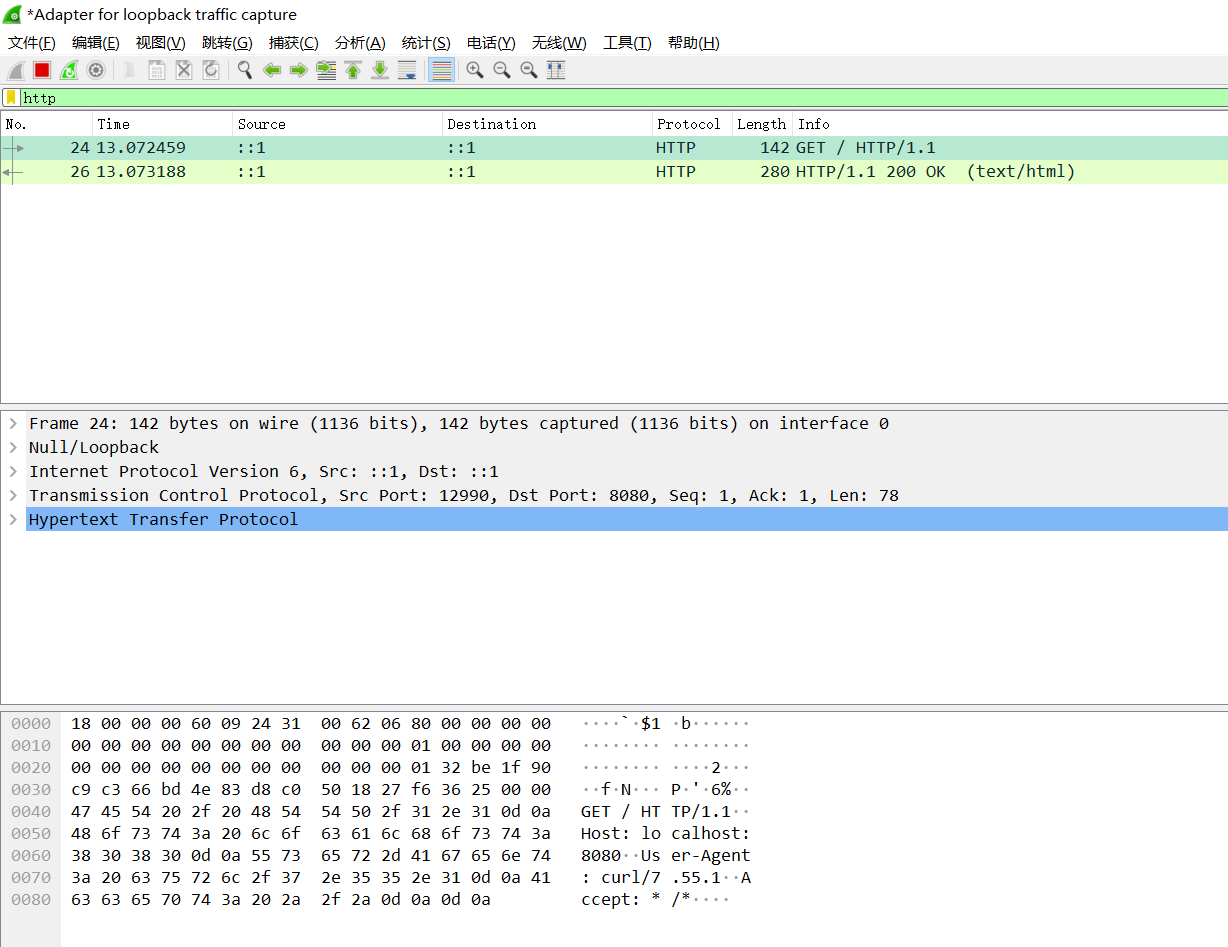 *Adapter for loopback traffic capture
文件(F) 编辑(E) 视图(V) 跳转(G) 捕获(C) 分析(A) 统计(S) 电话(Y) 无线(W) 工具(T) 帮助(H)
http
No. Time Source Destination Protocol Length Info
24 13.072459 ::1 ::1 HTTP 142 GET / HTTP/1.1
26 13.073188 ::1 ::1 HTTP 280 HTTP/1.1 200 OK  (text/html)
Frame 24: 142 bytes on wire (1136 bits), 142 bytes captured (1136 bits) on interface 0
Null/Loopback
Internet Protocol Version 6, Src: ::1, Dst: ::1
Transmission Control Protocol, Src Port: 12990, Dst Port: 8080, Seq: 1, Ack: 1, Len: 78
Hypertext Transfer Protocol
0000 18 00 00 00 60 09 24 31 00 62 06 80 00 00 00 00 ····`·$1 ·b······
0010 00 00 00 00 00 00 00 00 00 00 00 01 00 00 00 00 ········ ········
0020 00 00 00 00 00 00 00 00 00 00 00 01 32 be 1f 90 ········ ····2···
0030 c9 c3 66 bd 4e 83 d8 c0 50 18 27 f6 36 25 00 00 ··f·N··· P·'·6%··
0040 47 45 54 20 2f 20 48 54 54 50 2f 31 2e 31 0d 0a GET / HT TP/1.1··
0050 48 6f 73 74 3a 20 6c 6f 63 61 6c 68 6f 73 74 3a Host: lo calhost:
0060 38 30 38 30 0d 0a 55 73 65 72 2d 41 67 65 6e 74 8080··Us er-Agent
0070 3a 20 63 75 72 6c 2f 37 2e 35 35 2e 31 0d 0a 41 : curl/7 .55.1··A
0080 63 63 65 70 74 3a 20 2a 2f 2a 0d 0a 0d 0a ccept: * /*····